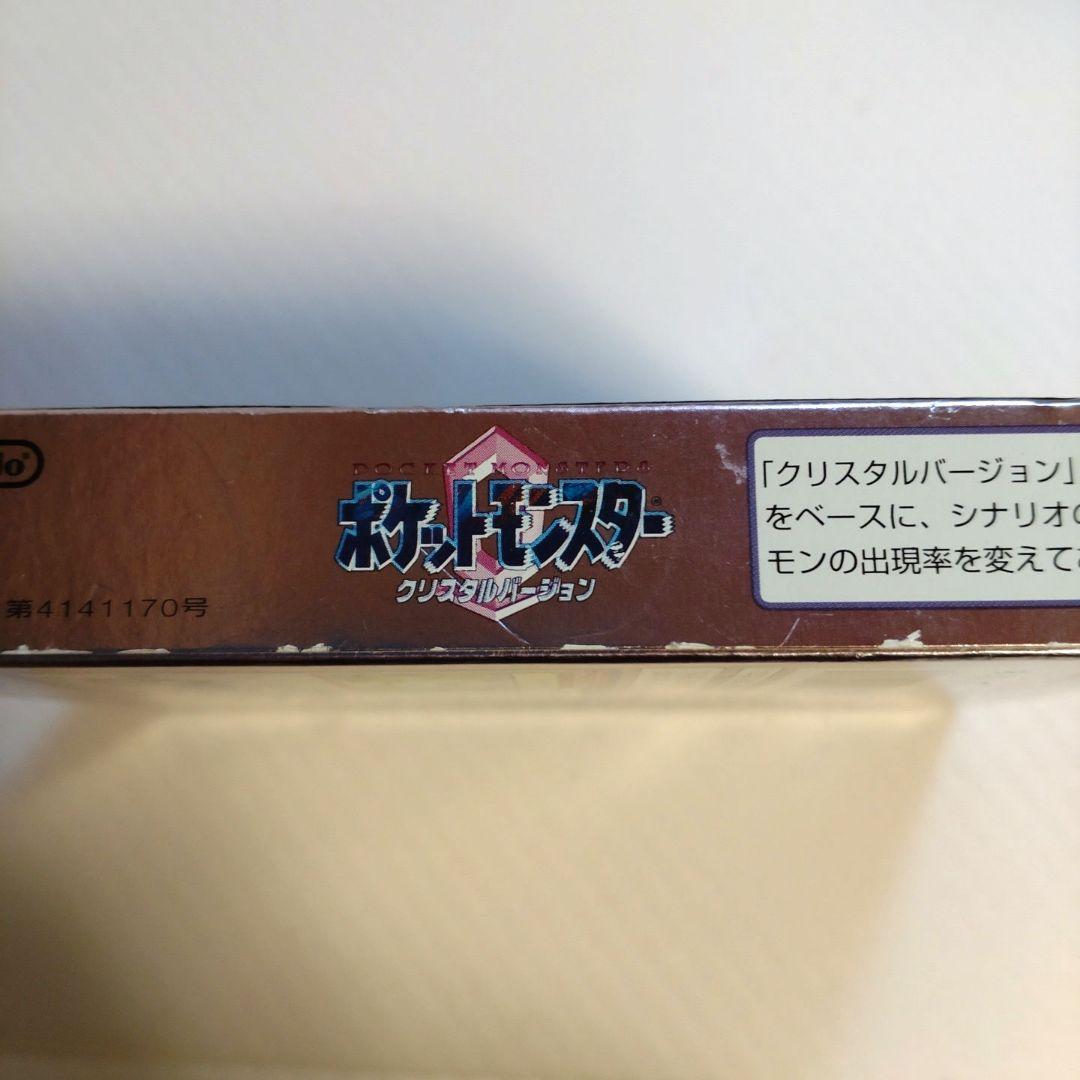 第4141170号
POCKET MONSTERS
ポケットモンスター®
クリスタルバージョン
「クリスタルバージョン」
をベースに、シナリオの
モンの出現率を変えて